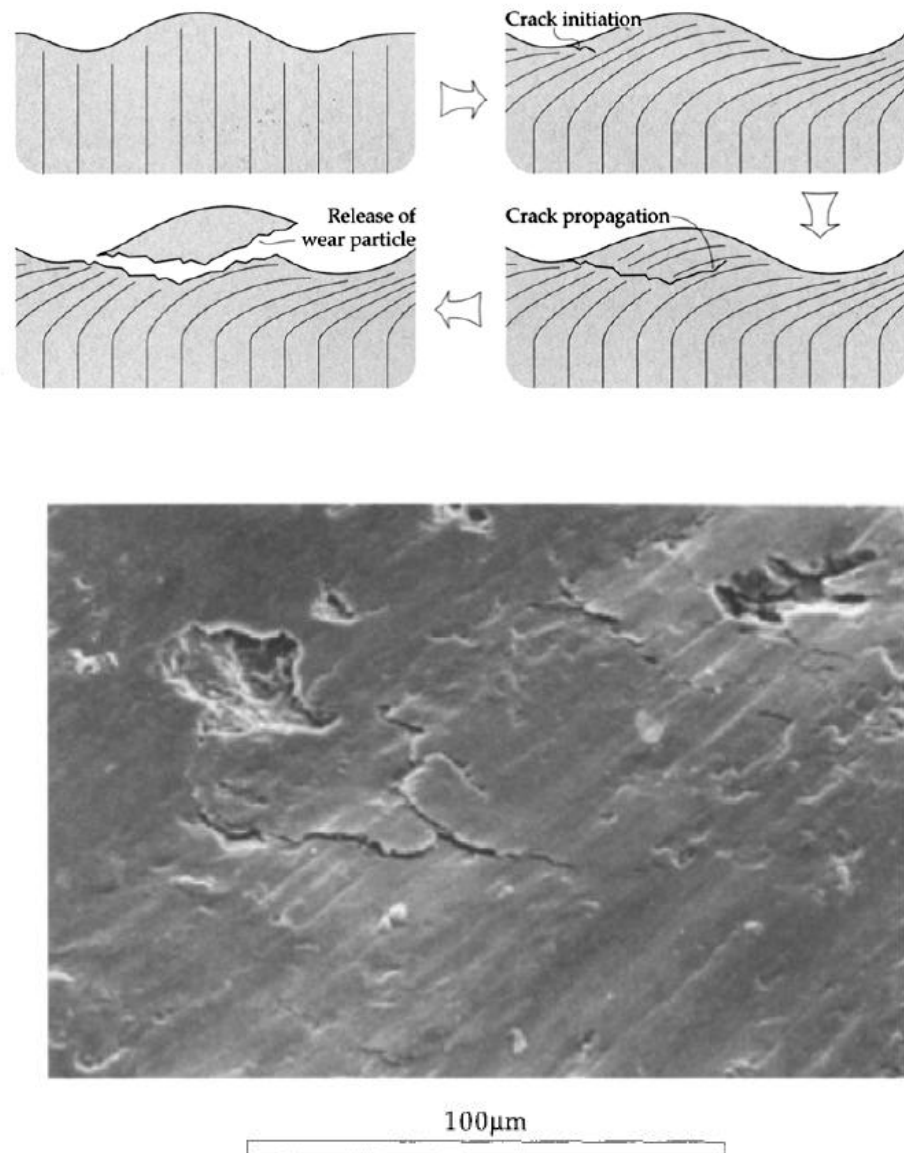 Crack initiation
Release of
wear particle
Crack propagation
100µm